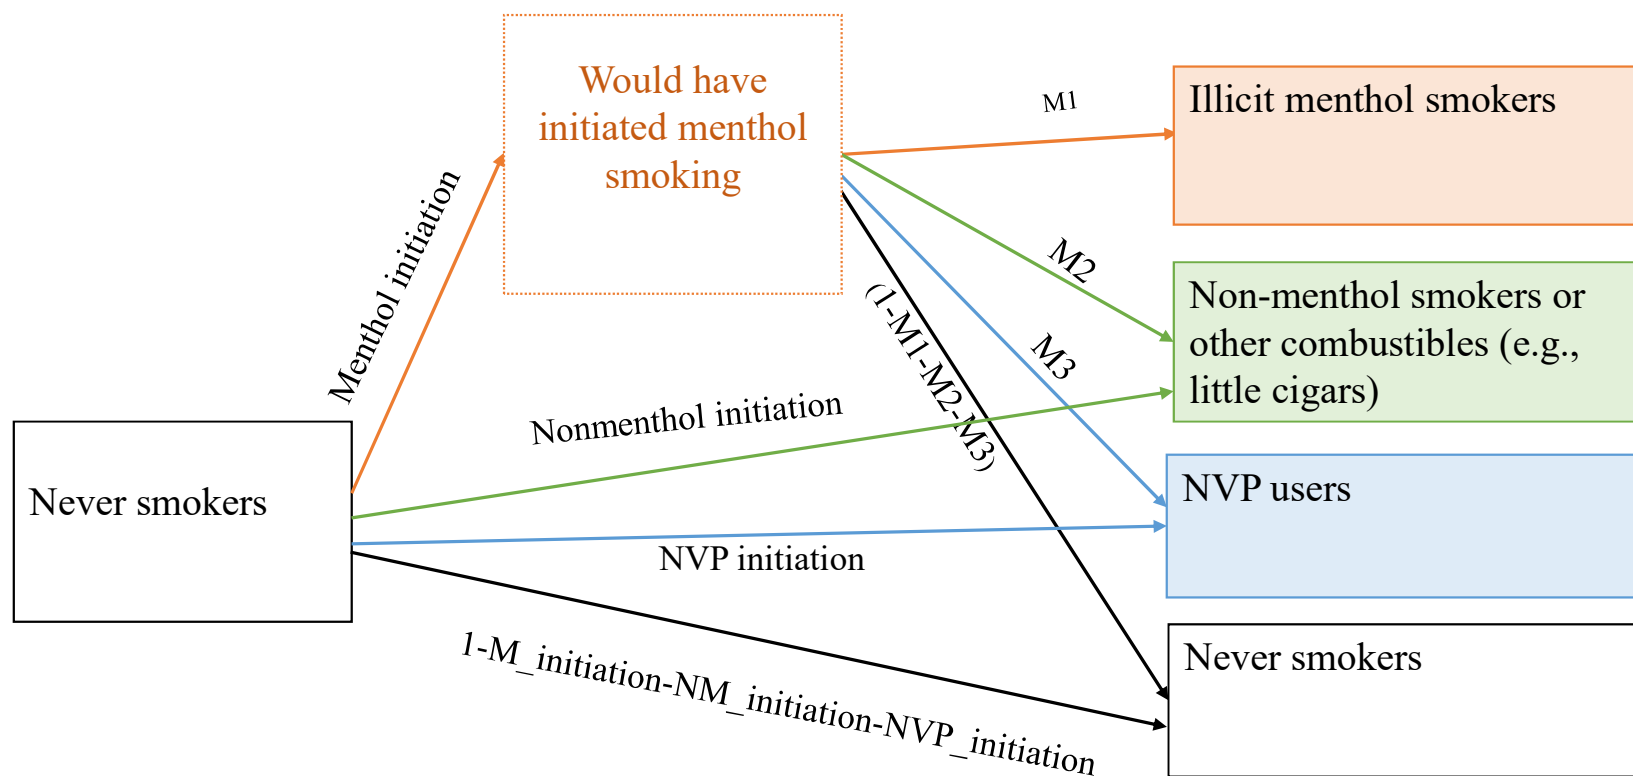 Would have
initiated menthol
smoking
M1
Illicit menthol smokers
Menthol initiation
M2
Non-menthol smokers or
other combustibles (e.g.,
little cigars)
(1-M1-M2-M3)
M3
Nonmenthol initiation
Never smokers
NVP users
NVP initiation
1-M_initiation-NM_initiation-NVP_initiation
Never smokers